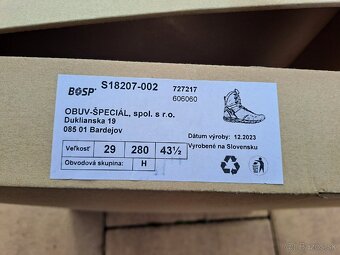 BOSP®
S18207-002
727217
606060
OBUV-ŠPECIÁL, spol. s r.o.
Duklianska 19
085 01 Bardejov
Dátum výroby: 12.2023
Vyrobené na Slovensku
Veľkosť 29 280 43½
Obvodová skupina: H